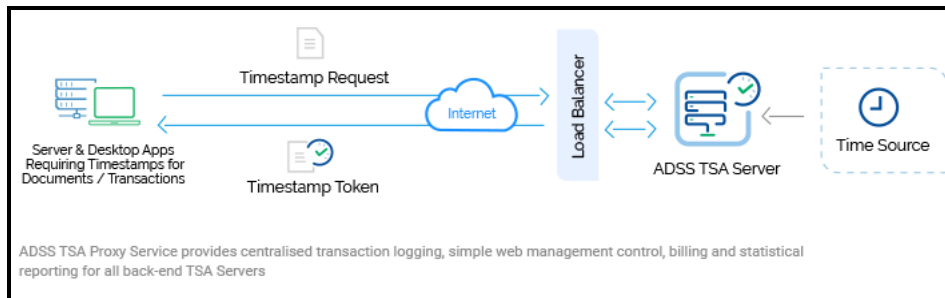 Timestamp Request
Internet
Timestamp Token
Server & Desktop Apps
Requiring Timestamps for
Documents / Transactions
Load Balancer
ADSS TSA Server
Time Source
ADSS TSA Proxy Service provides centralised transaction logging, simple web management control, billing and statistical
reporting for all back-end TSA Servers